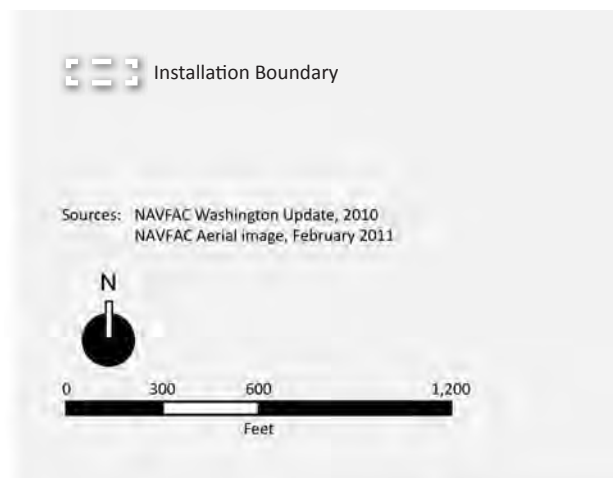 Installation Boundary
Sources: NAVFAC Washington Update, 2010
NAVFAC Aerial image, February 2011
N
0 300 600 1,200
Feet